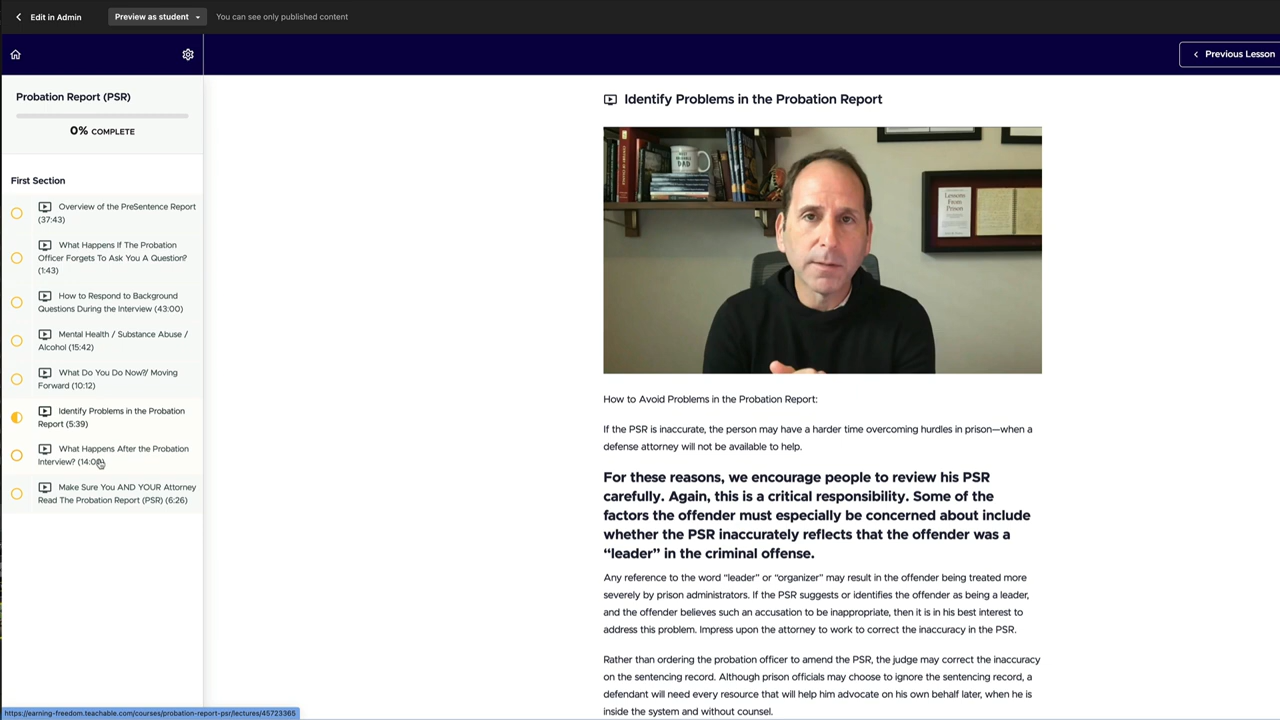 Edit in Admin
Preview as student
You can see only published content
Previous Lesson
Probation Report (PSR)
0% COMPLETE
First Section
Overview of the PreSentence Report
(37:43)
What Happens If The Probation
Officer Forgets To Ask You A Question?
(1:43)
How to Respond to Background
Questions During the Interview (43:00)
Mental Health / Substance Abuse /
Alcohol (15:42)
What Do You Do Now?/ Moving
Forward (10:12)
Identify Problems in the Probation
Report (5:39)
What Happens After the Probation
Interview?
Make Sure You AND YOUR Attorney
Read The Probation Report (PSR) (6:26)
https://earning-freedom.teachable.com/courses/probation-report-psr/lectures/45723365
Identify Problems in the Probation Report
DAD
Lessons
From
Prison
How to Avoid Problems in the Probation Report:
If the PSR is inaccurate, the person may have a harder time overcoming hurdles in prison—when a
defense attorney will not be available to help.
For these reasons, we encourage people to review his PSR
carefully. Again, this is a critical responsibility. Some of the
factors the offender must especially be concerned about include
whether the PSR inaccurately reflects that the offender was a
“leader” in the criminal offense.
Any reference to the word “leader” or “organizer” may result in the offender being treated more
severely by prison administrators. If the PSR suggests or identifies the offender as being a leader,
and the offender believes such an accusation to be inappropriate, then it is in his best interest to
address this problem. Impress upon the attorney to work to correct the inaccuracy in the PSR.
Rather than ordering the probation officer to amend the PSR, the judge may correct the inaccuracy
on the sentencing record. Although prison officials may choose to ignore the sentencing record, a
defendant will need every resource that will help him advocate on his own behalf later, when he is
inside the system and without counsel.